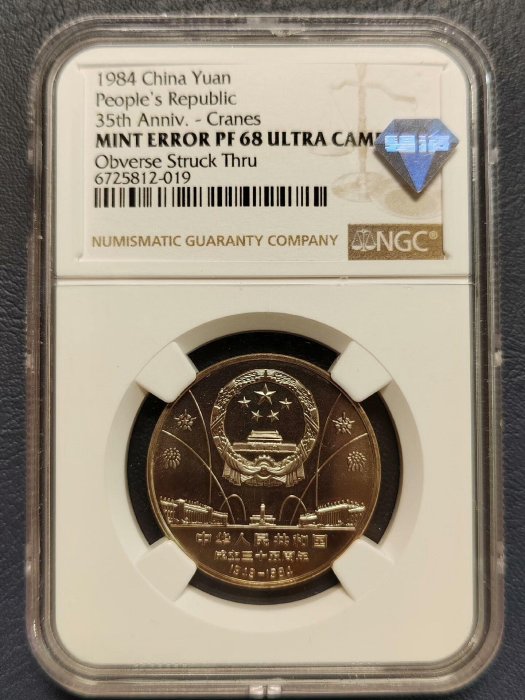 1984 China Yuan
People's Republic
35th Anniv. - Cranes
MINT ERROR PF 68 ULTRA CAM
Obverse Struck Thru
6725812-019
NUMISMATIC GUARANTY COMPANY NGC®
中华人民共和国
成立三十五周年
1949-1984